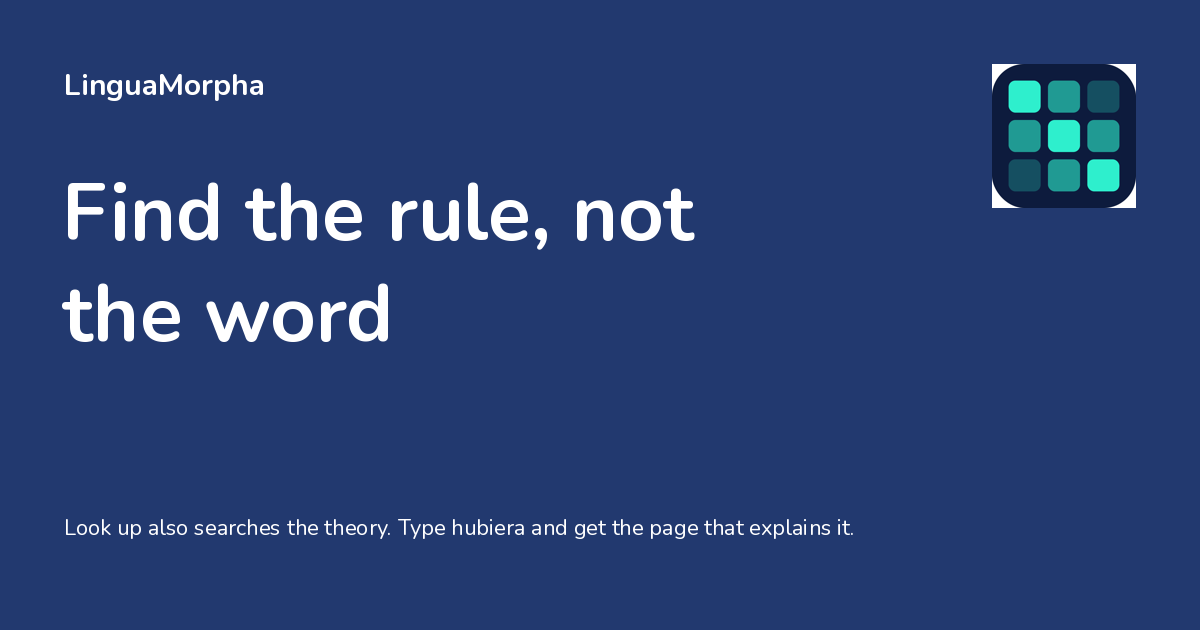 LinguaMorpha
Find the rule, not
the word
Look up also searches the theory. Type hubiera and get the page that explains it.